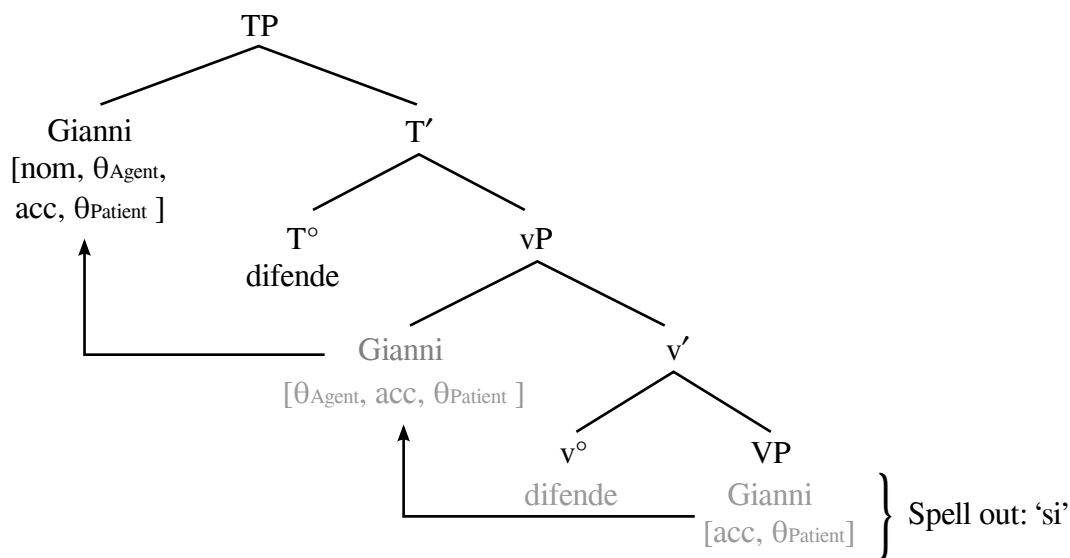 TP
Gianni
[nom, θAgent,
acc, θPatient ]
T′
T°
difende
vP
Gianni
[θAgent, acc, θPatient ]
v′
v°
difende
VP
Gianni
[acc, θPatient]
Spell out: ‘si’